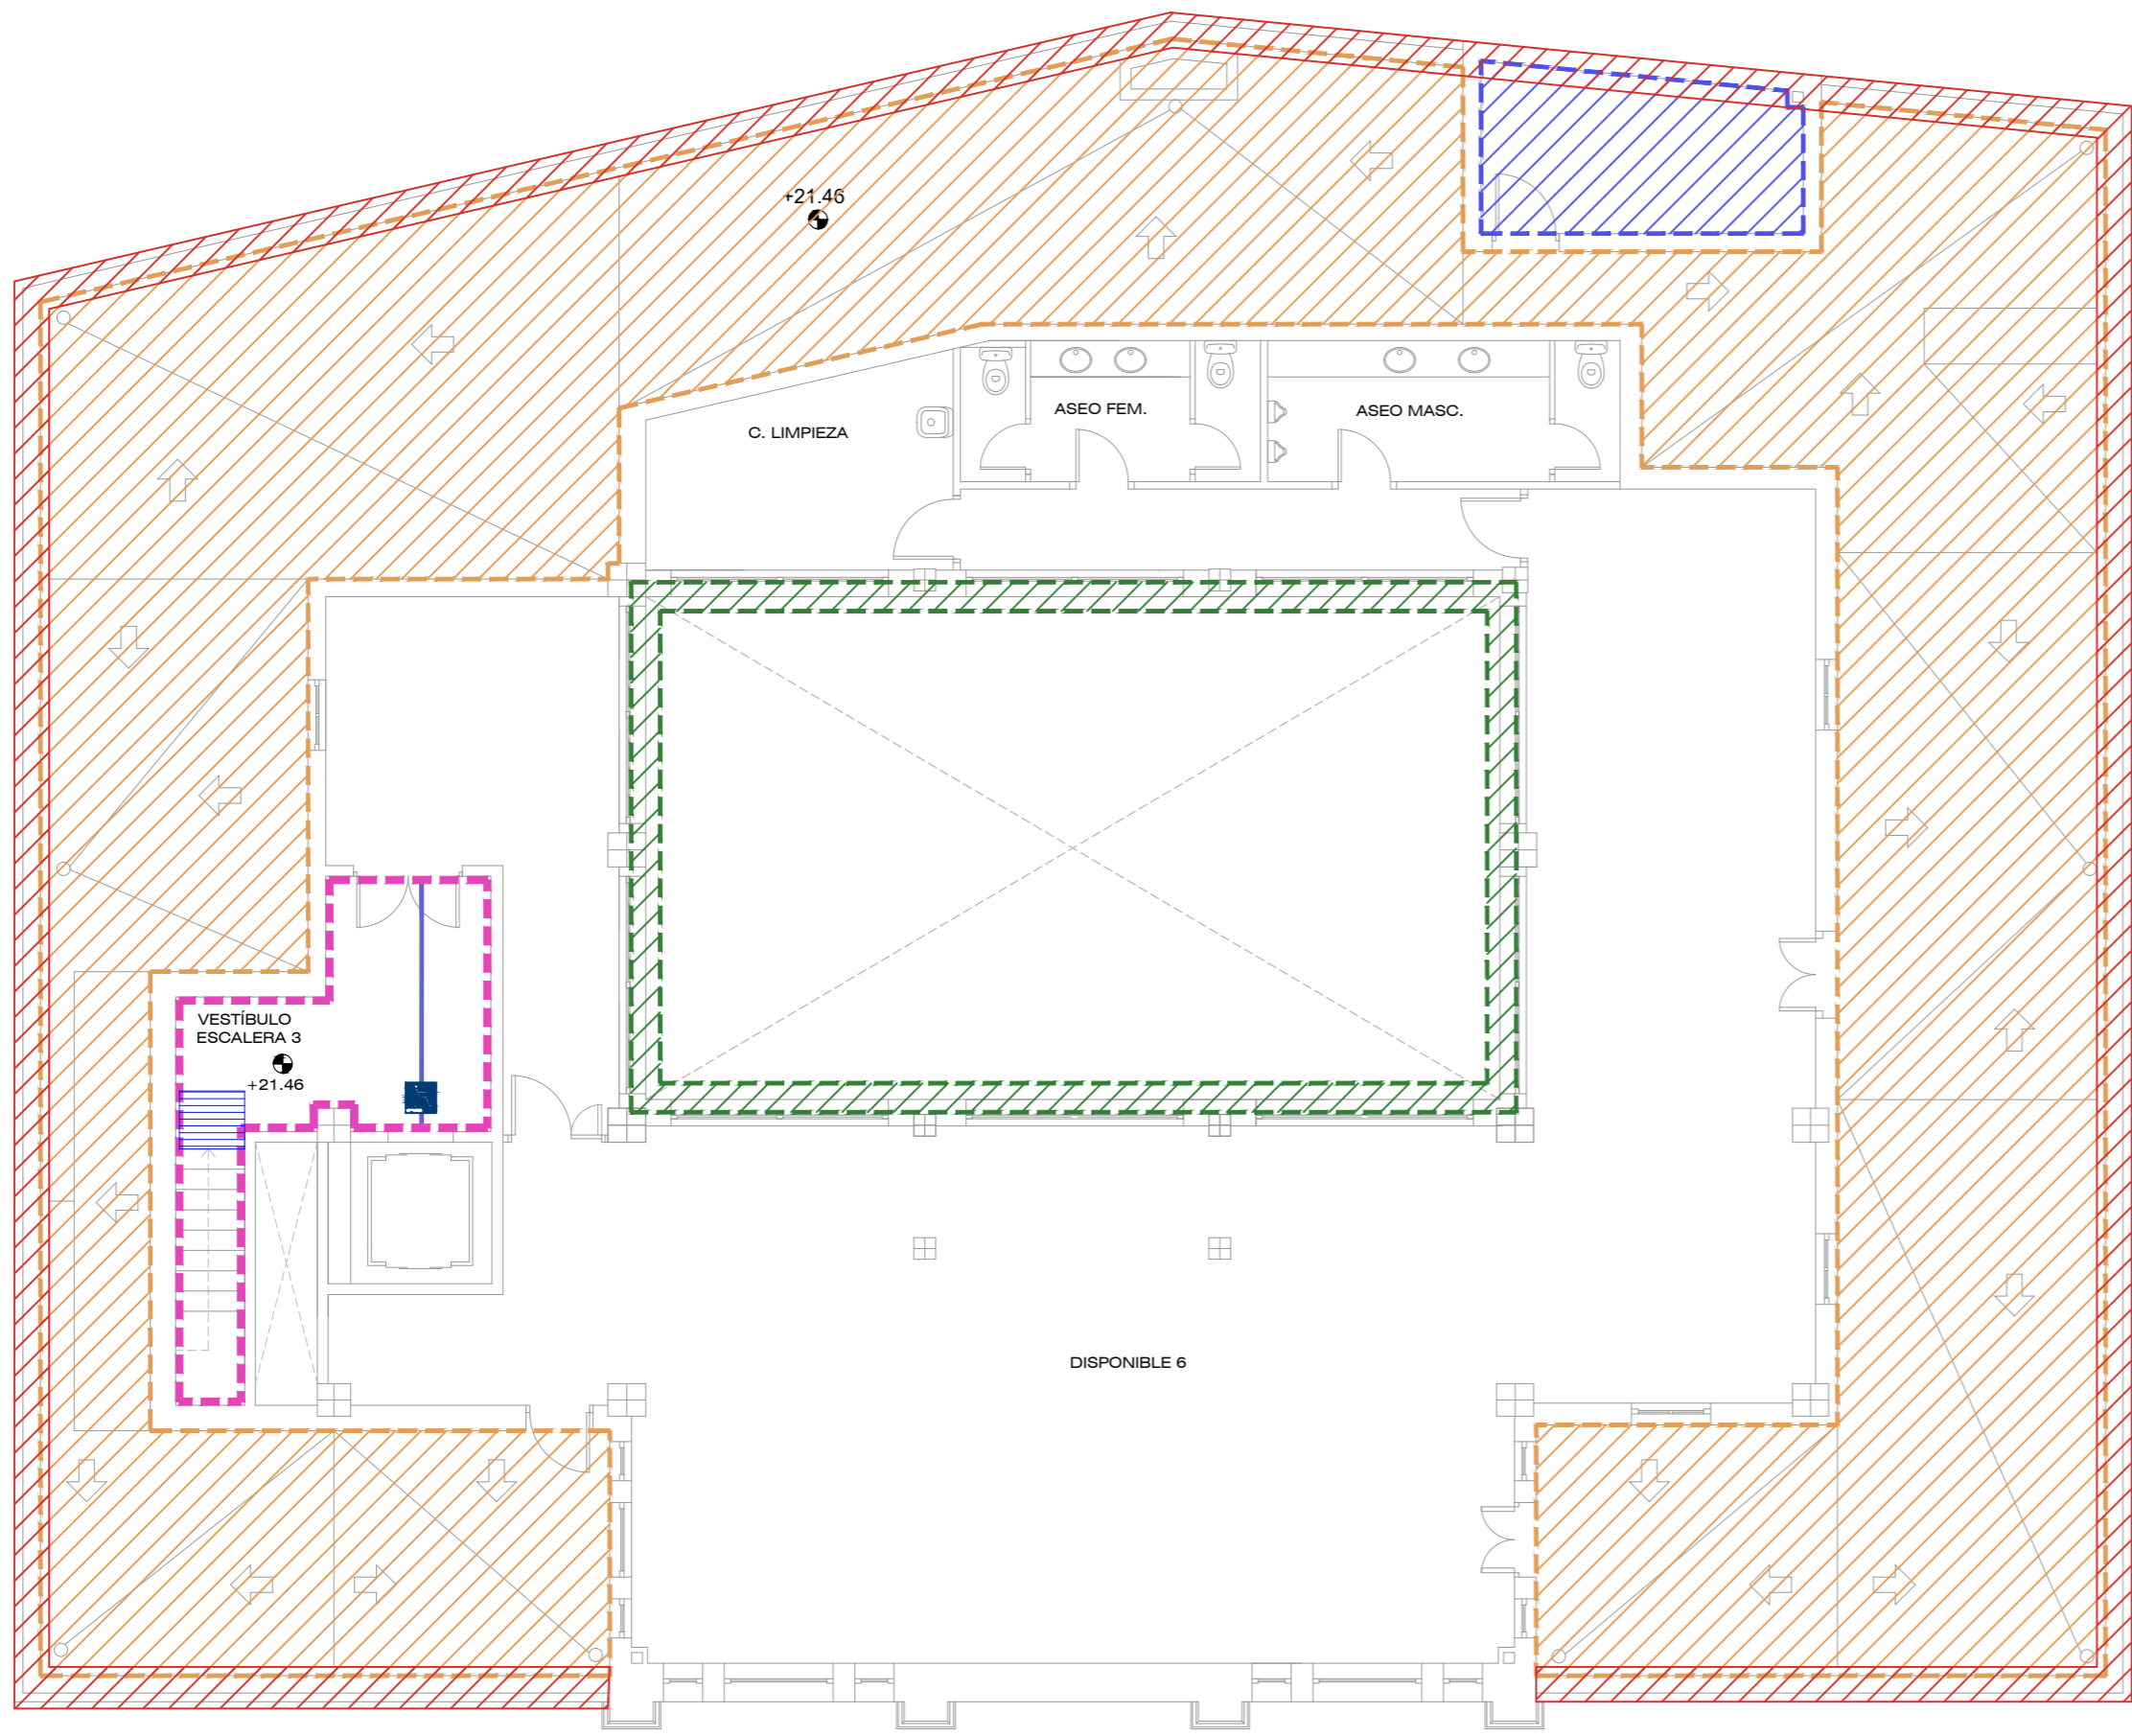 +21.46
ASEO FEM.
ASEO MASC.
C. LIMPIEZA
VESTÍBULO
ESCALERA 3
+21.46
DISPONIBLE 6